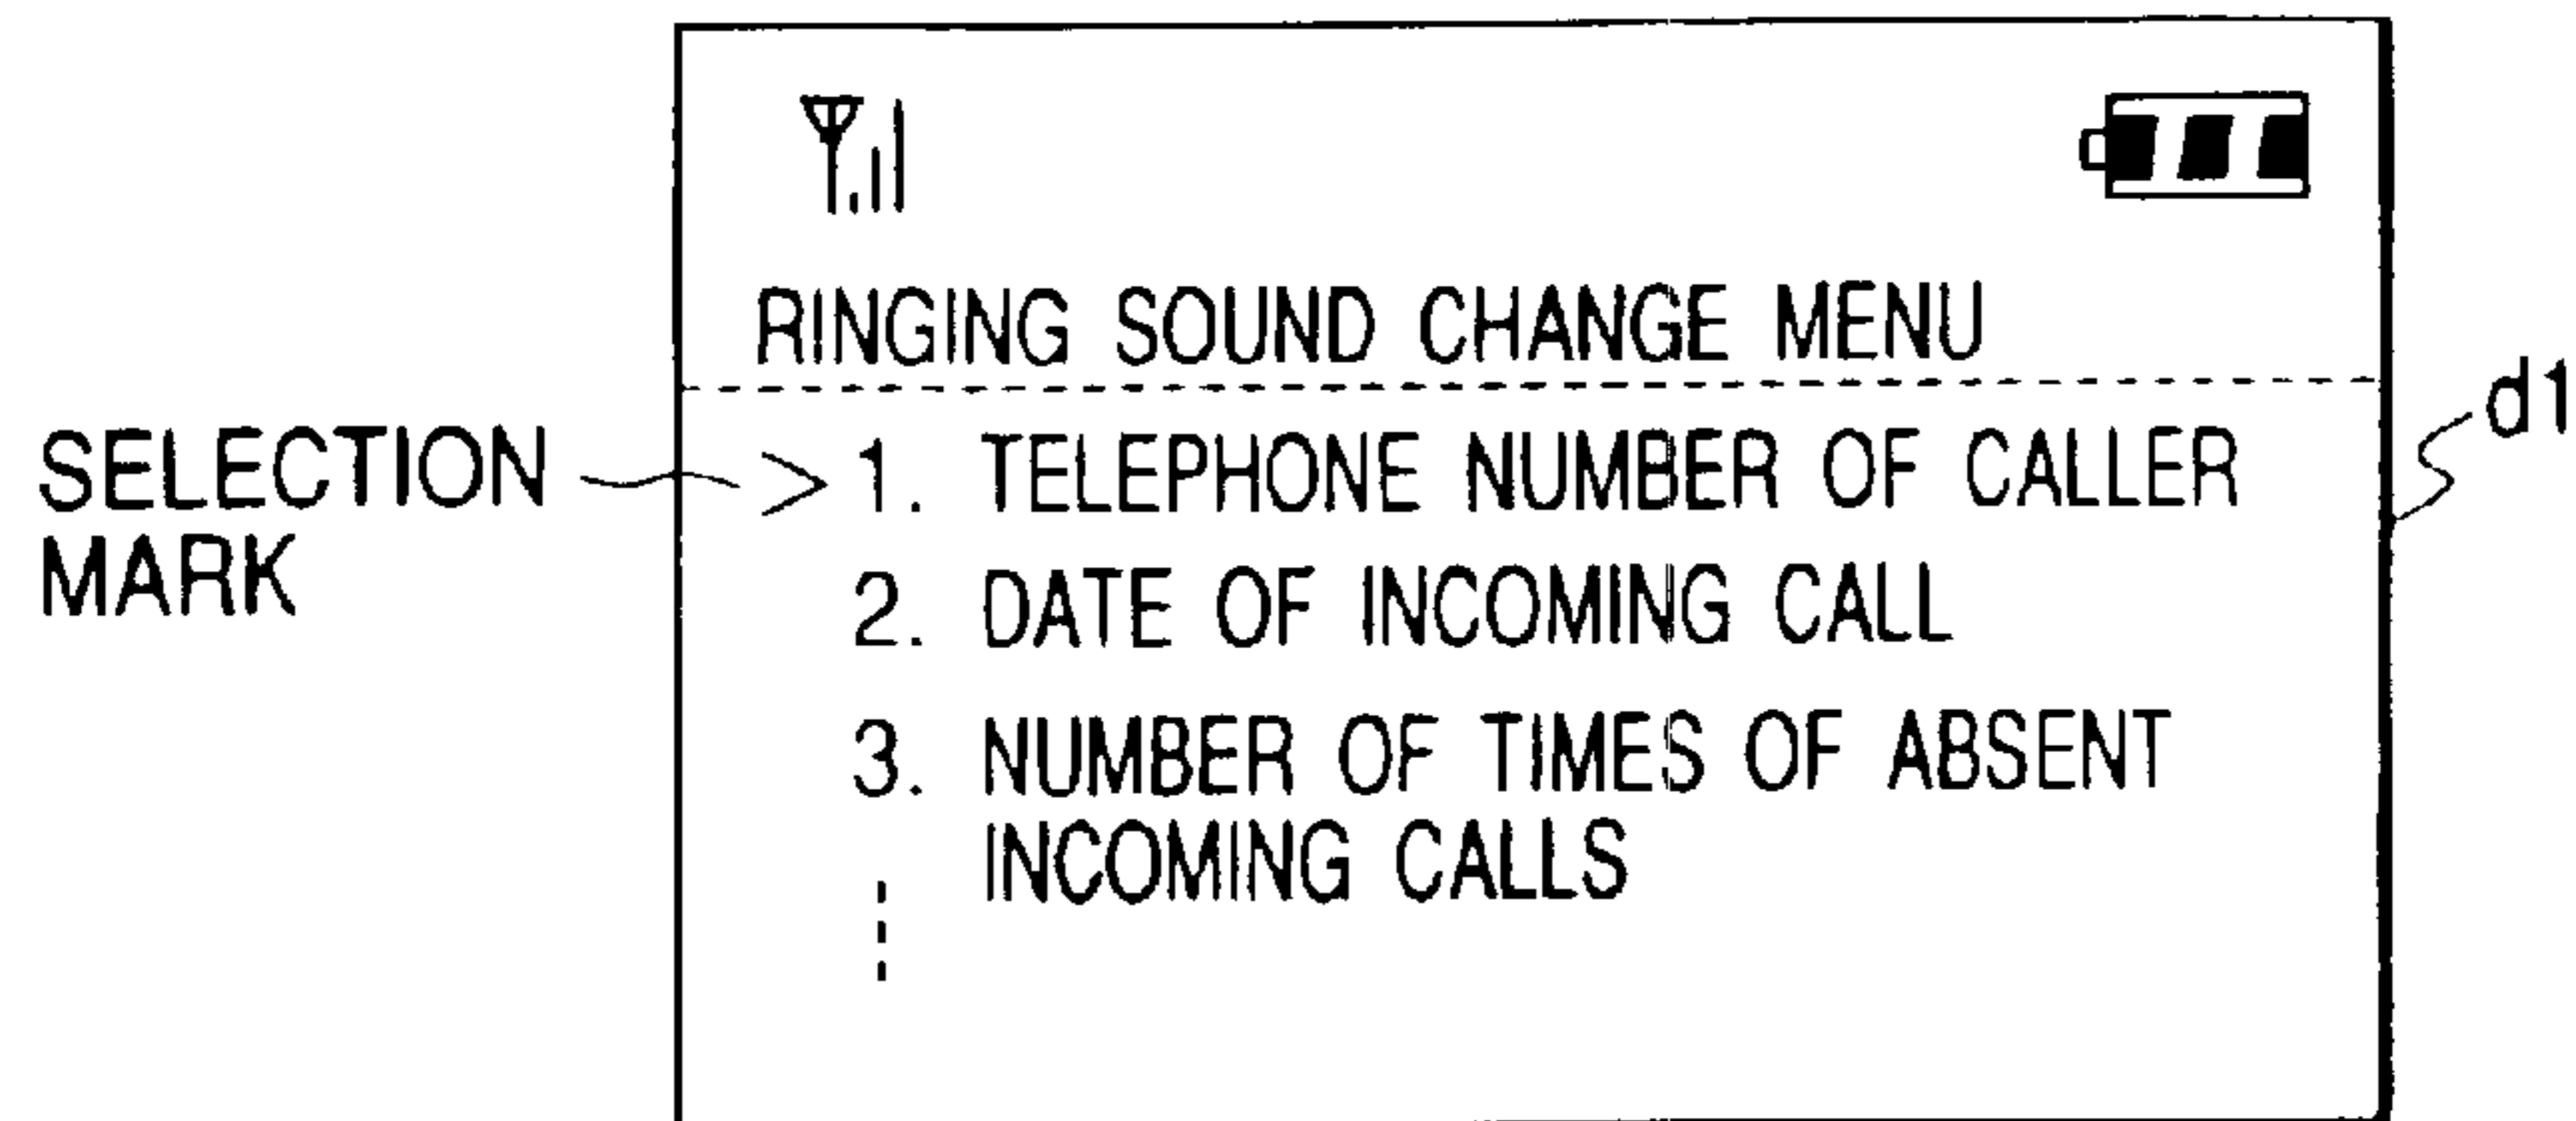 RINGING SOUND CHANGE MENU
SELECTION
MARK
> 1. TELEPHONE NUMBER OF CALLER
2. DATE OF INCOMING CALL
3. NUMBER OF TIMES OF ABSENT
INCOMING CALLS
d1